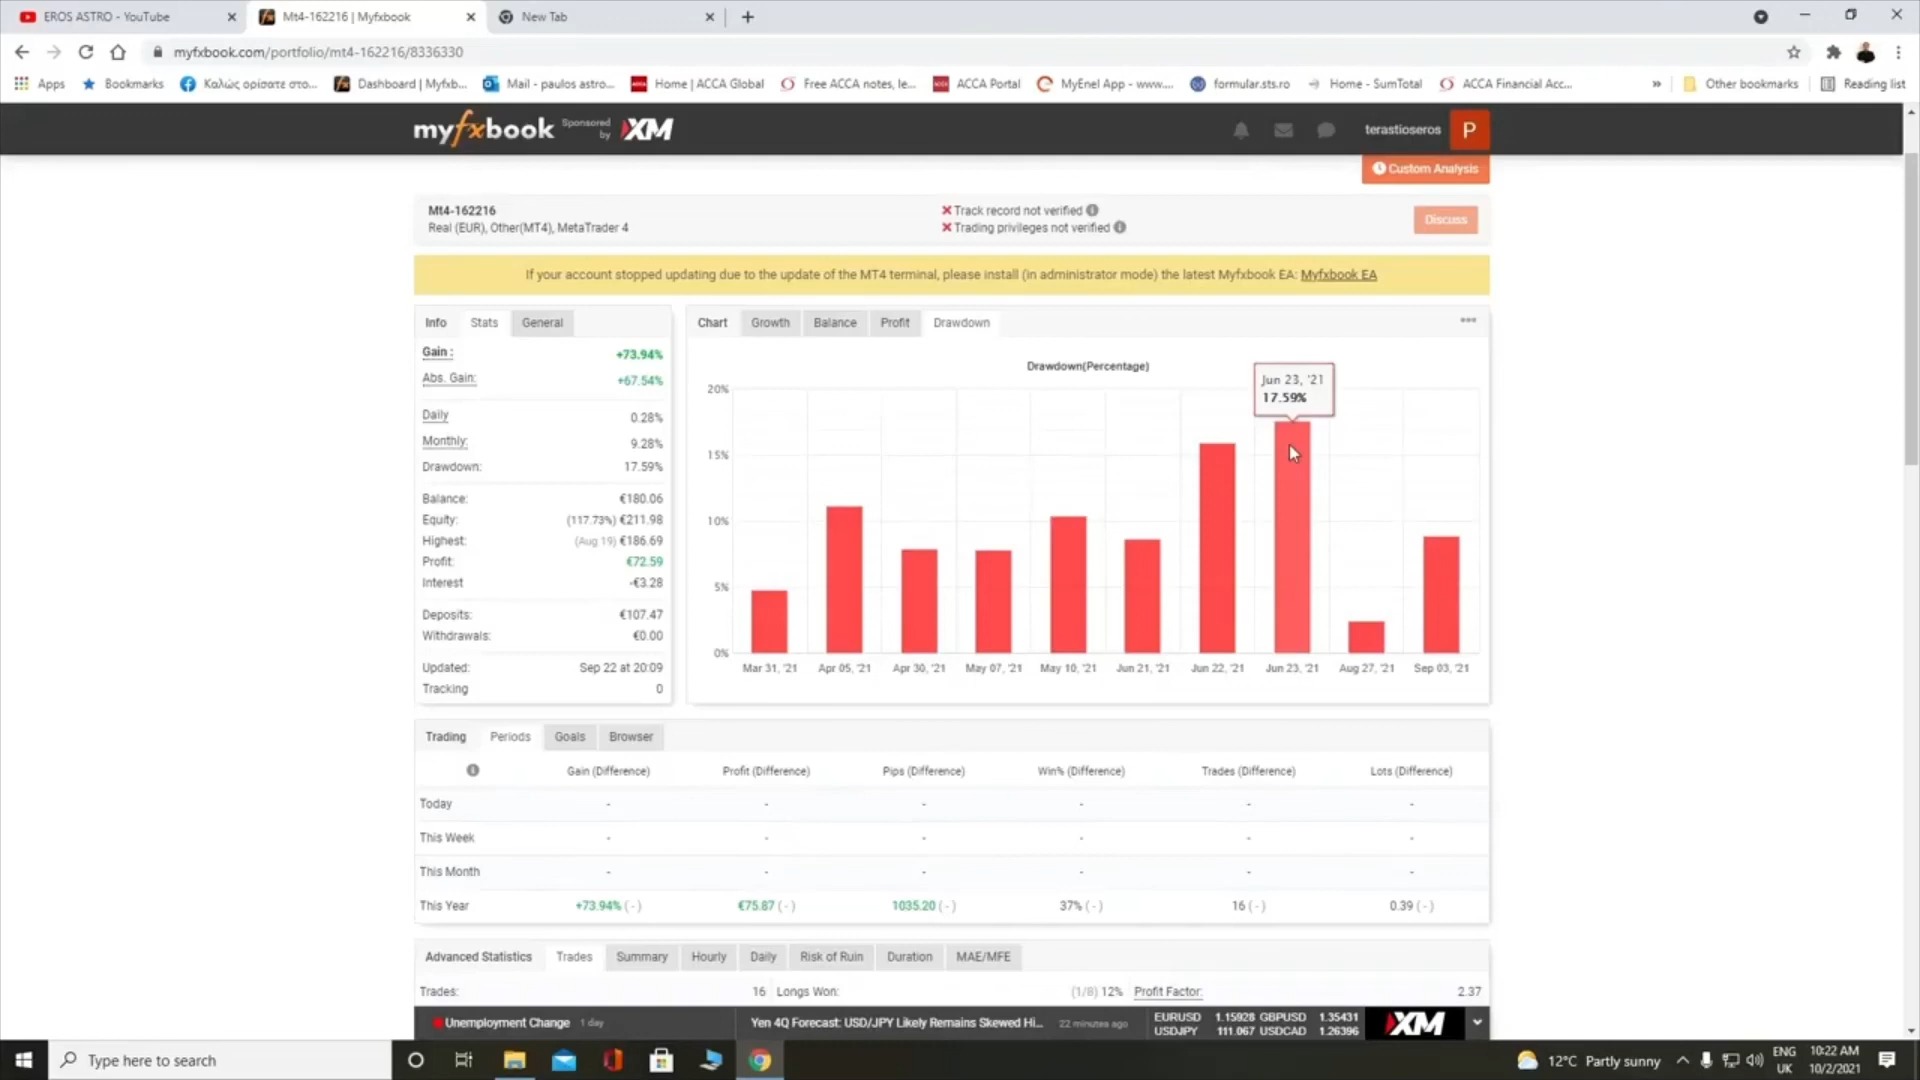 EROS ASTRO - YouTube
Mt4-162216 | Myfxbook
New Tab
myfxbook.com/portfolio/mt4-162216/8336330
Apps
Bookmarks
Καλώς ορίσατε στο...
Dashboard | Myfxb...
Mail - paulos astro...
Home | ACCA Global
Free ACCA notes, le...
ACCA Portal
MyEnel App - www....
formular.sts.ro
Home - SumTotal
ACCA Financial Acc...
»
Other bookmarks
Reading list
myfxbook Sponsored by XM
terastioseros
P
Custom Analysis
Mt4-162216
Real (EUR), Other(MT4), MetaTrader 4
Track record not verified
Trading privileges not verified
Discuss
If your account stopped updating due to the update of the MT4 terminal, please install (in administrator mode) the latest Myfxbook EA: Myfxbook EA
Info Stats General
Gain : +73.94%
Abs. Gain: +67.54%
Daily 0.28%
Monthly: 9.28%
Drawdown: 17.59%
Balance: €180.06
Equity: (117.73%) €211.98
Highest: (Aug 19) €186.69
Profit: €72.59
Interest -€3.28
Deposits: €107.47
Withdrawals: €0.00
Updated: Sep 22 at 20:09
Tracking 0
Chart Growth Balance Profit Drawdown
Drawdown(Percentage)
Jun 23, '21
17.59%
20%
15%
10%
5%
0%
Mar 31, '21 Apr 05, '21 Apr 30, '21 May 07, '21 May 10, '21 Jun 21, '21 Jun 22, '21 Jun 23, '21 Aug 27, '21 Sep 03, '21
Trading Periods Goals Browser
Gain (Difference) Profit (Difference) Pips (Difference) Win% (Difference) Trades (Difference) Lots (Difference)
Today - - - - - -
This Week - - - - - -
This Month - - - - - -
This Year +73.94% ( - ) €75.87 ( - ) 1035.20 ( - ) 37% ( - ) 16 ( - ) 0.39 ( - )
Advanced Statistics Trades Summary Hourly Daily Risk of Ruin Duration MAE/MFE
Trades: 16 Longs Won: (1/8) 12% Profit Factor: 2.37
Unemployment Change 1 day
Yen 4Q Forecast: USD/JPY Likely Remains Skewed Hi... 22 minutes ago
EURUSD 1.15928 GBPUSD 1.35431
USDJPY 111.067 USDCAD 1.26396
XM
Type here to search
12°C Partly sunny
ENG
UK
10:22 AM
10/2/2021